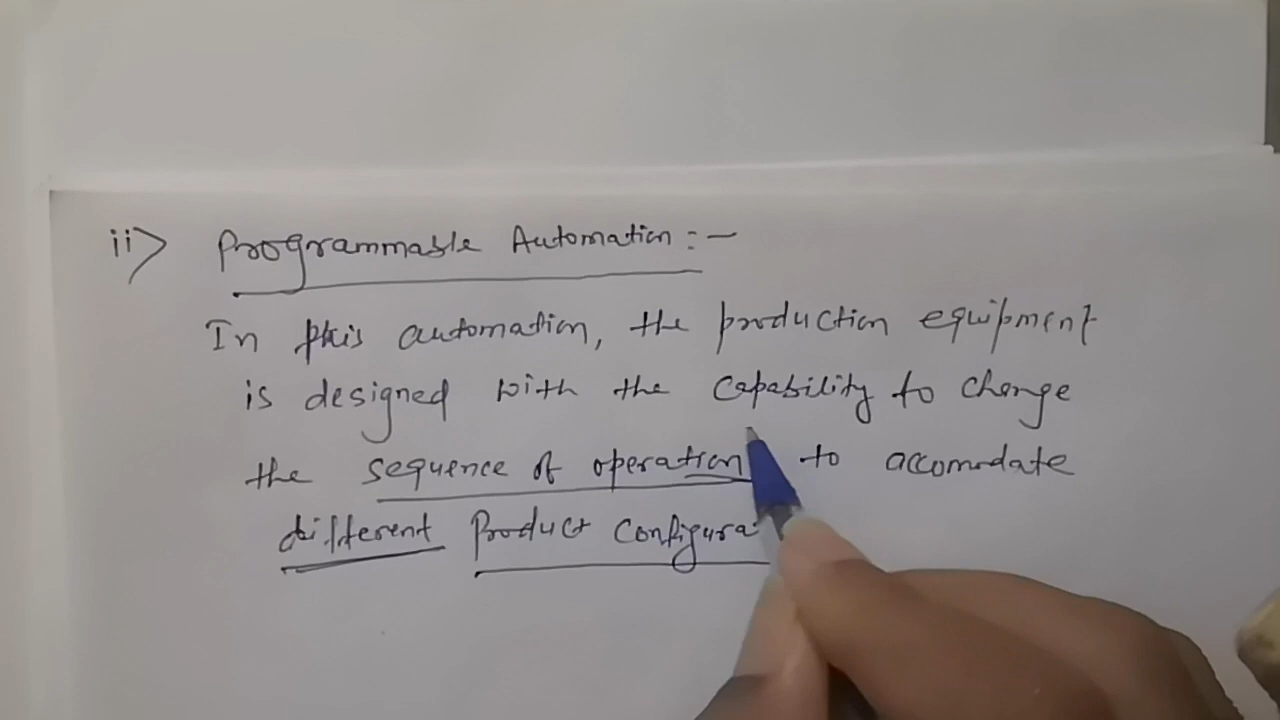 ii> Programmable Automation :-
In this automation, the production equipment
is designed with the capability to change
the sequence of operation to accomodate
different Product Configura